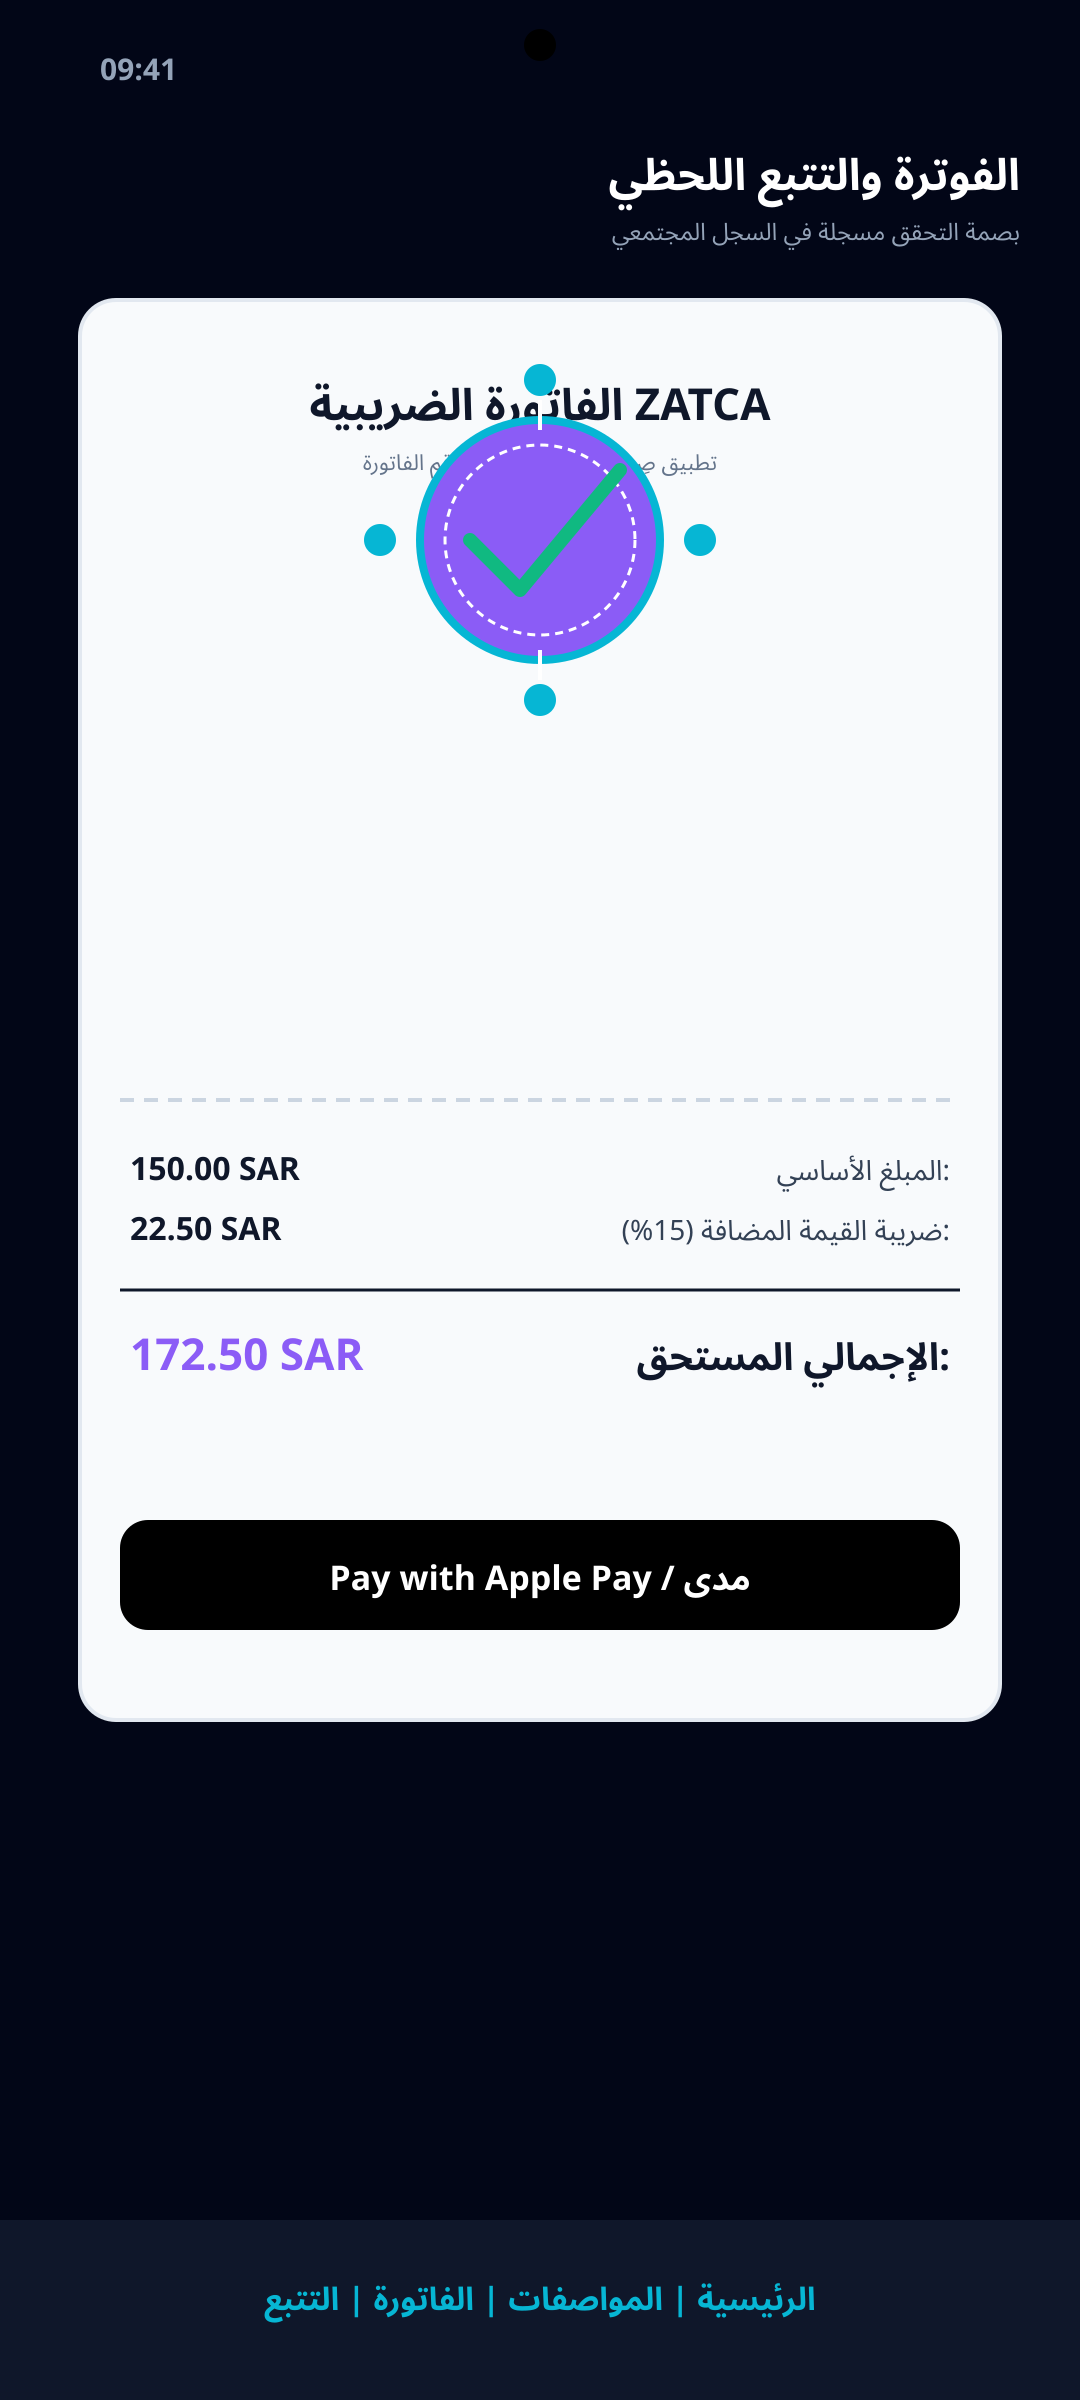 09:41
الفوترة والتتبع اللحظي
بصمة التحقق مسجلة في السجل المجتمعي
ZATCA الفاتورة الضريبية
تطبيق الفاتورة
المبلغ الأساسي: 150.00 SAR
ضريبة القيمة المضافة (15%): 22.50 SAR
الإجمالي المستحق: 172.50 SAR
Pay with Apple Pay / مدى
الرئيسية | المواصفات | الفاتورة | التتبع